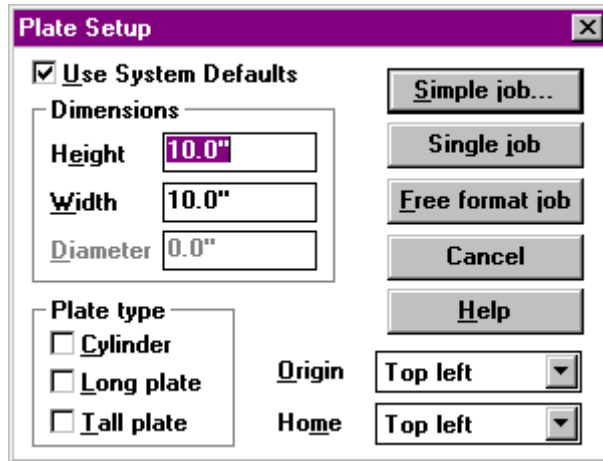 Plate Setup
Use System Defaults
Simple job...
Dimensions
Height 10.0"
Single job
Width 10.0"
Free format job
Diameter 0.0"
Cancel
Plate type
Help
Cylinder
Long plate
Origin Top left
Tall plate
Home Top left